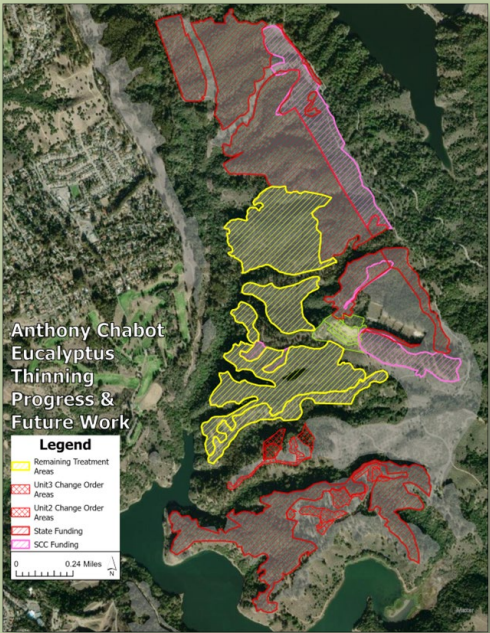 Anthony Chabot
Eucalyptus
Thinning
Progress &
Future Work
Legend
Remaining Treatment
Areas
Unit3 Change Order
Areas
Unit2 Change Order
Areas
State Funding
SCC Funding
0 0.24 Miles
N